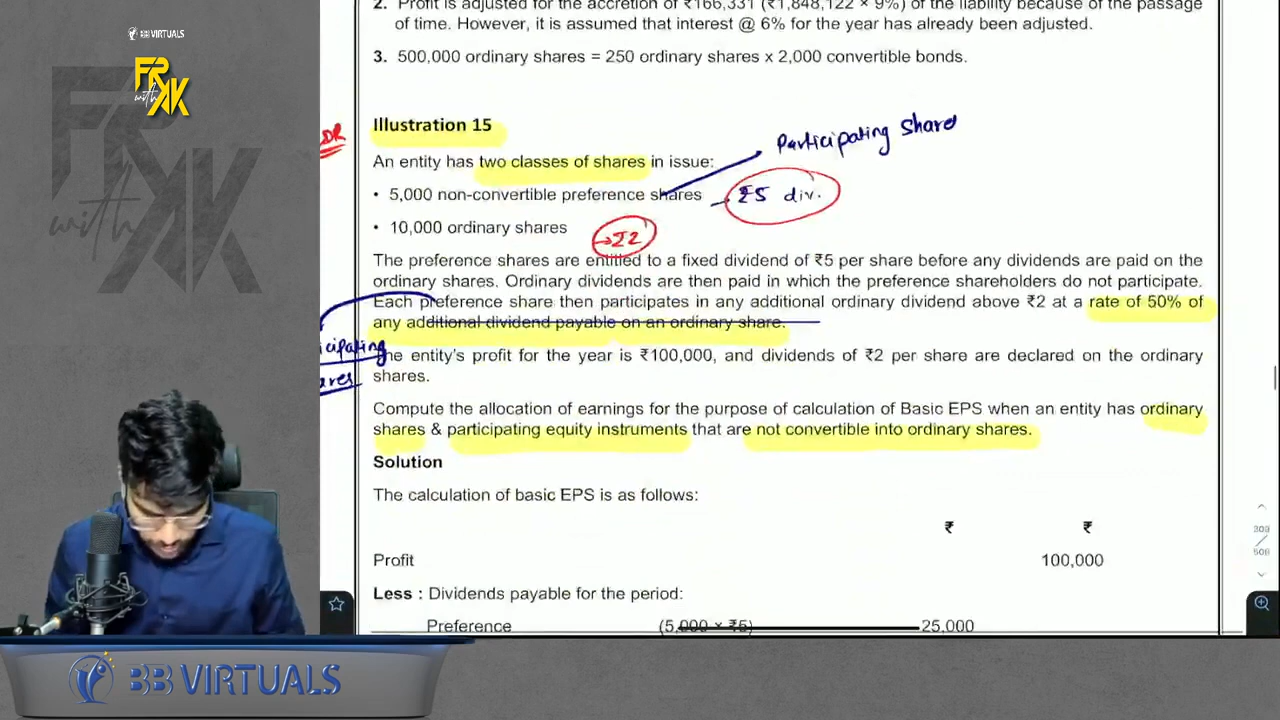 2. Profit is adjusted for the accretion of ₹166,331 (₹1,848,122 × 9%) of the liability because of the passage
of time. However, it is assumed that interest @ 6% for the year has already been adjusted.
BB VIRTUALS
3. 500,000 ordinary shares = 250 ordinary shares x 2,000 convertible bonds.
FR with AK
FR with AK
Illustration 15
Participating Share
An entity has two classes of shares in issue:
• 5,000 non-convertible preference shares
₹5 div.
• 10,000 ordinary shares
→ ₹2
The preference shares are entitled to a fixed dividend of ₹5 per share before any dividends are paid on the
ordinary shares. Ordinary dividends are then paid in which the preference shareholders do not participate.
Each preference share then participates in any additional ordinary dividend above ₹2 at a rate of 50% of
any additional dividend payable on an ordinary share.
icipating
ares
The entity's profit for the year is ₹100,000, and dividends of ₹2 per share are declared on the ordinary
shares.
Compute the allocation of earnings for the purpose of calculation of Basic EPS when an entity has ordinary
shares & participating equity instruments that are not convertible into ordinary shares.
Solution
The calculation of basic EPS is as follows:
₹ ₹
Profit 100,000
Less : Dividends payable for the period:
Preference (5,000 × ₹5) 25,000
309
/
508
BB VIRTUALS